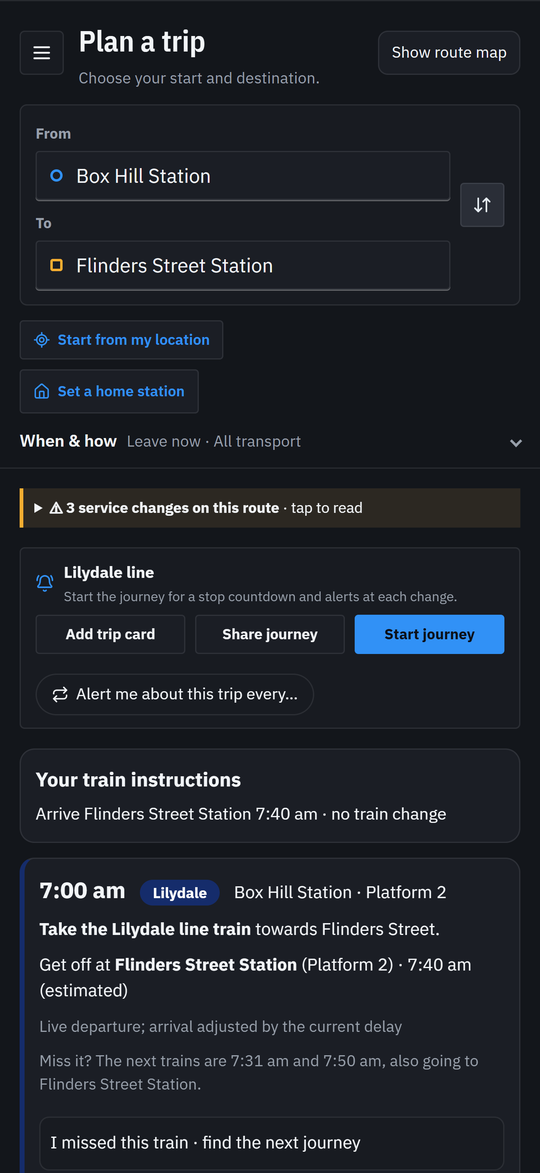 Plan a trip
Choose your start and destination.
Show route map
From
Box Hill Station
To
Flinders Street Station
Start from my location
Set a home station
When & how Leave now · All transport
▶ ⚠ 3 service changes on this route · tap to read
Lilydale line
Start the journey for a stop countdown and alerts at each change.
Add trip card
Share journey
Start journey
Alert me about this trip every...
Your train instructions
Arrive Flinders Street Station 7:40 am · no train change
7:00 am Lilydale Box Hill Station · Platform 2
Take the Lilydale line train towards Flinders Street.
Get off at Flinders Street Station (Platform 2) · 7:40 am
(estimated)
Live departure; arrival adjusted by the current delay
Miss it? The next trains are 7:31 am and 7:50 am, also going to
Flinders Street Station.
I missed this train · find the next journey